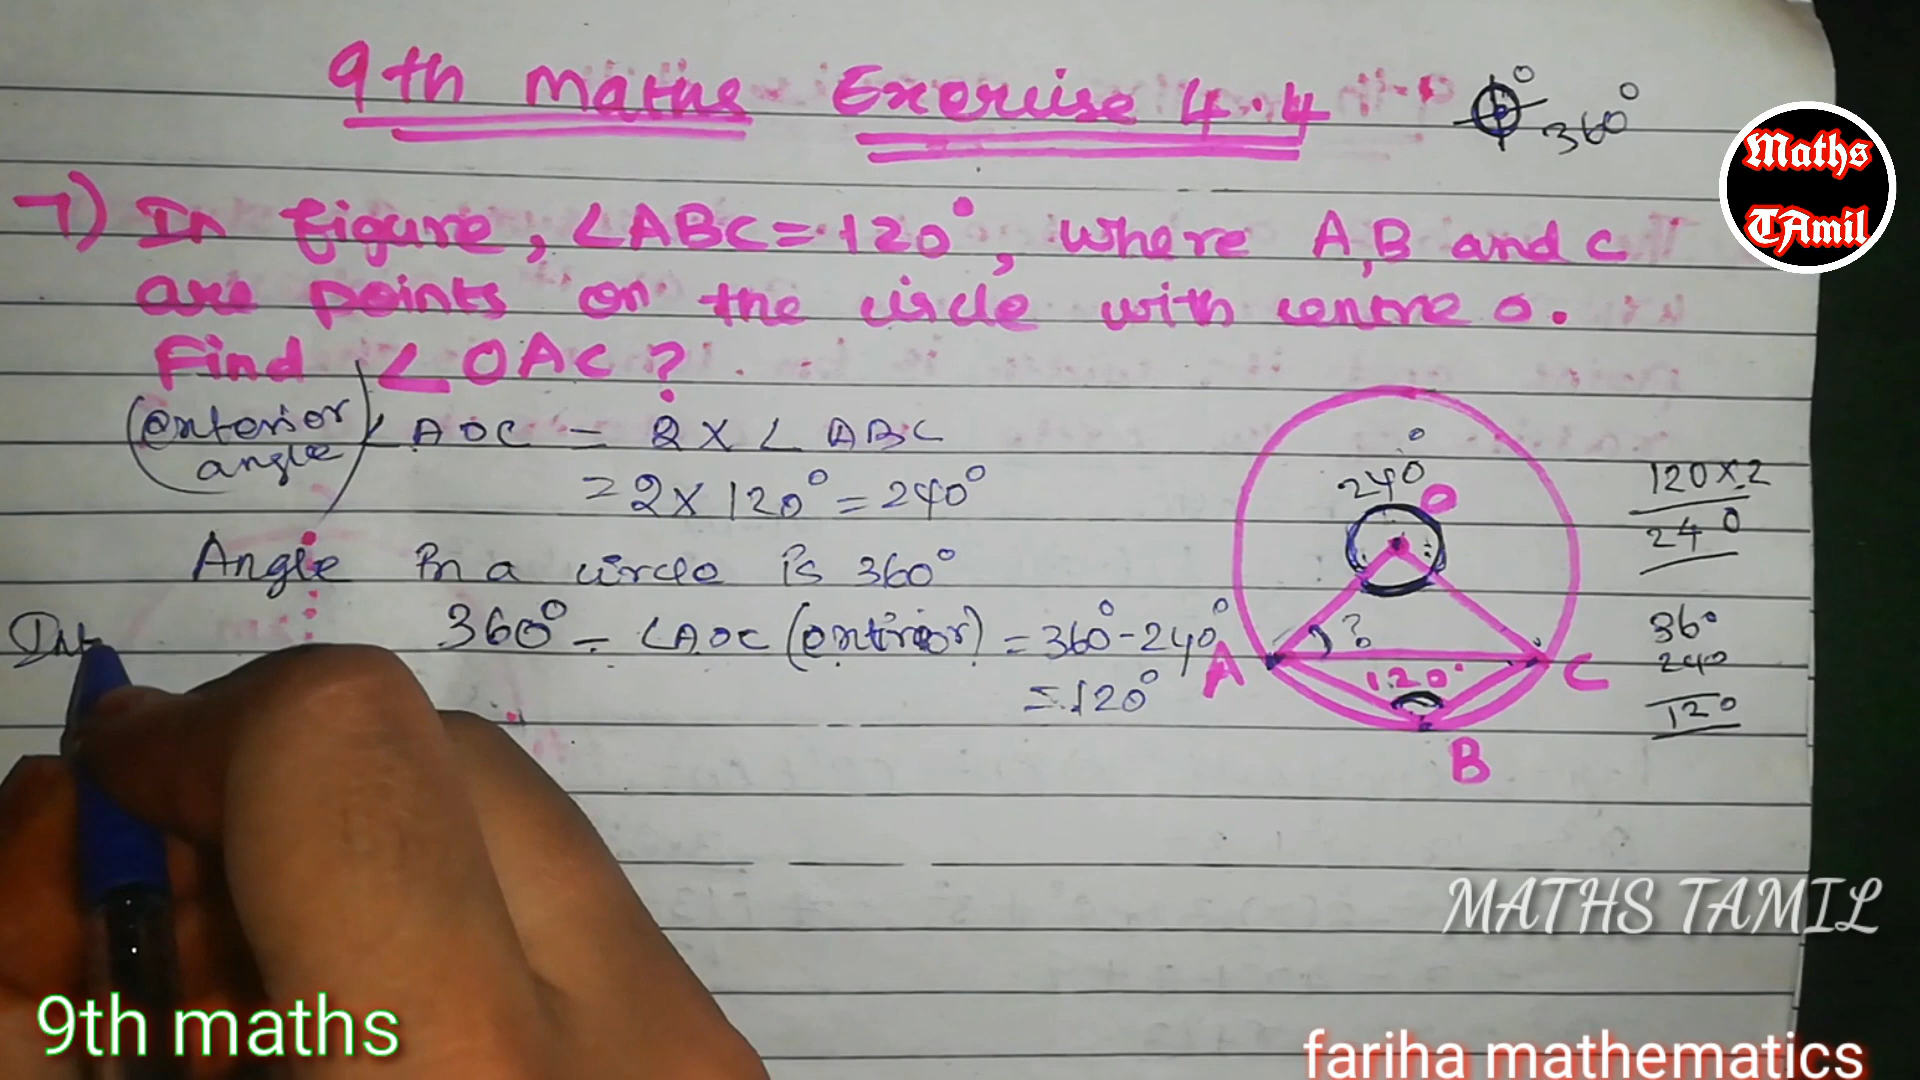 9th maths Exercise 4.4
360°
Maths
TAmil
7) In figure, ∠ABC = 120°, where A,B and C
are points on the circle with centre O.
Find ∠OAC?
(exterior
angle)
∠AOC = 2 X ∠ABC
= 2 X 120° = 240°
Angle in a circle is 360°
360° - ∠AOC (exterior) = 360° - 240°
= 120°
Int
240°
O
A
?
120°
C
B
120 X 2
240
360
240
120
MATHS TAMIL
9th maths
fariha mathematics